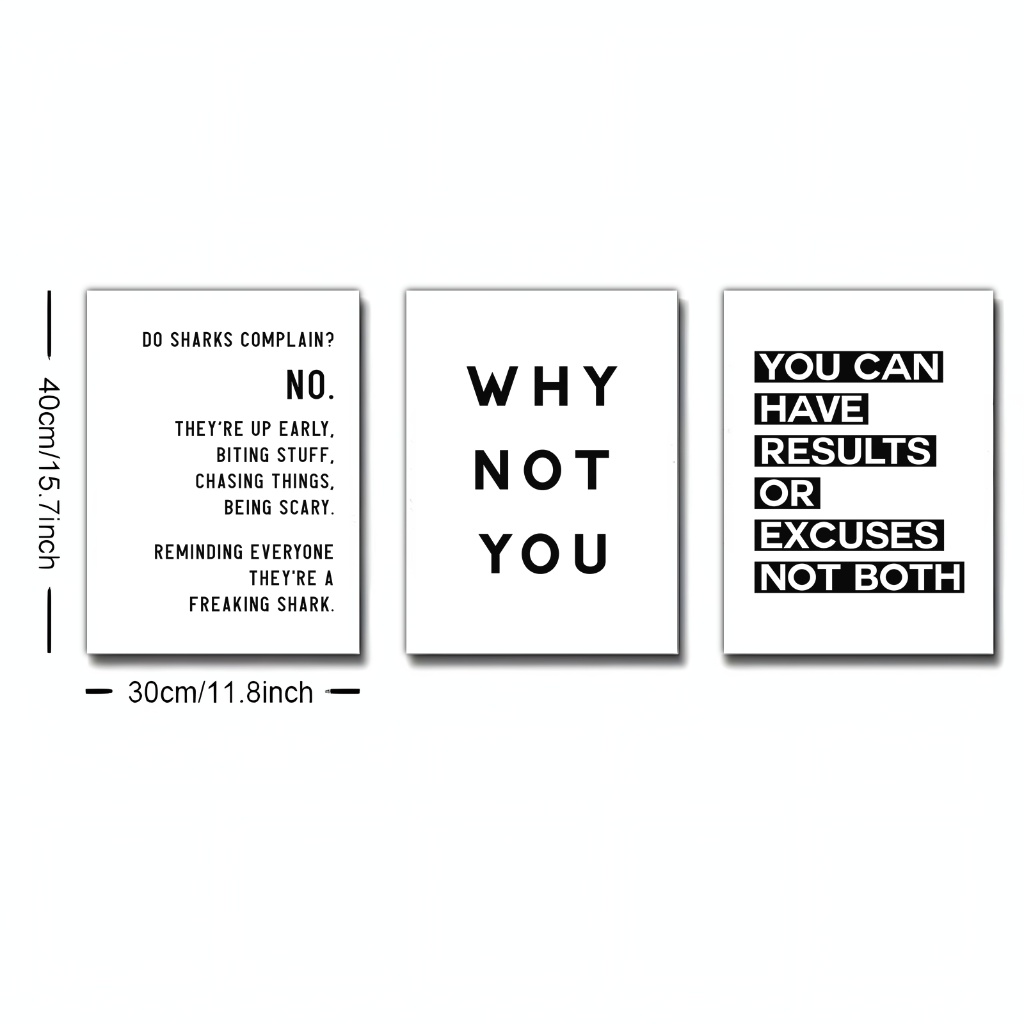 DO SHARKS COMPLAIN?
NO.
THEY'RE UP EARLY,
BITING STUFF,
CHASING THINGS,
BEING SCARY.
REMINDING EVERYONE
THEY'RE A
FREAKING SHARK.
WHY
NOT
YOU
YOU CAN
HAVE
RESULTS
OR
EXCUSES
NOT BOTH
40cm/15.7inch
30cm/11.8inch